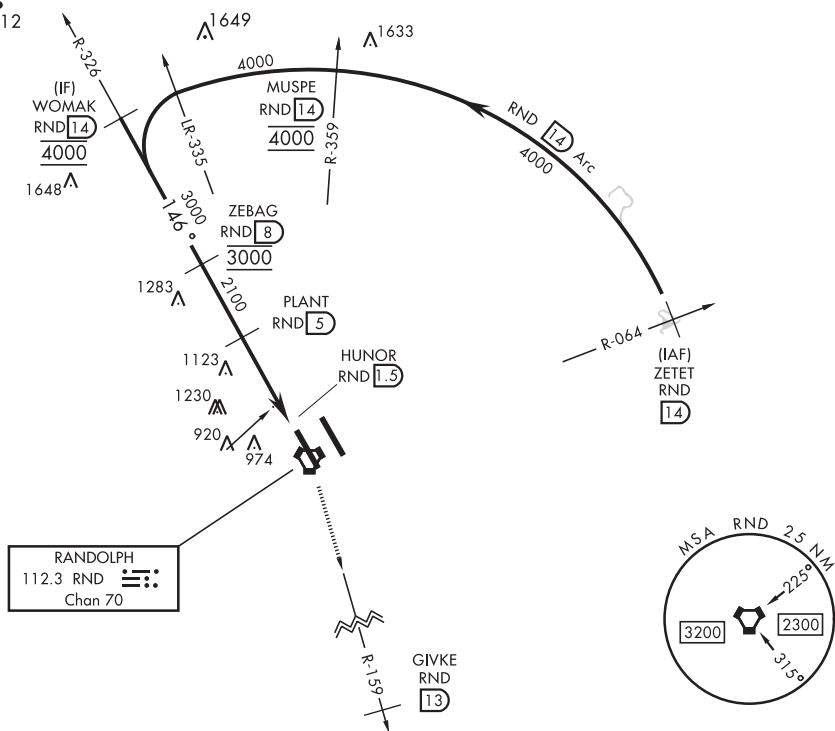 12
1649
1633
R-326
4000
(IF)
WOMAK
RND 14
4000
MUSPE
RND 14
4000
RND 14 Arc
4000
LR-335
R-359
1648
3000
146°
ZEBAG
RND 8
3000
1283
2100
PLANT
RND 5
R-064
(IAF)
ZETET
RND
14
1123
HUNOR
RND 1.5
1230
920
974
RANDOLPH
112.3 RND
Chan 70
MSA RND 25 NM
225°
3200
2300
315°
R-159
GIVKE
RND
13